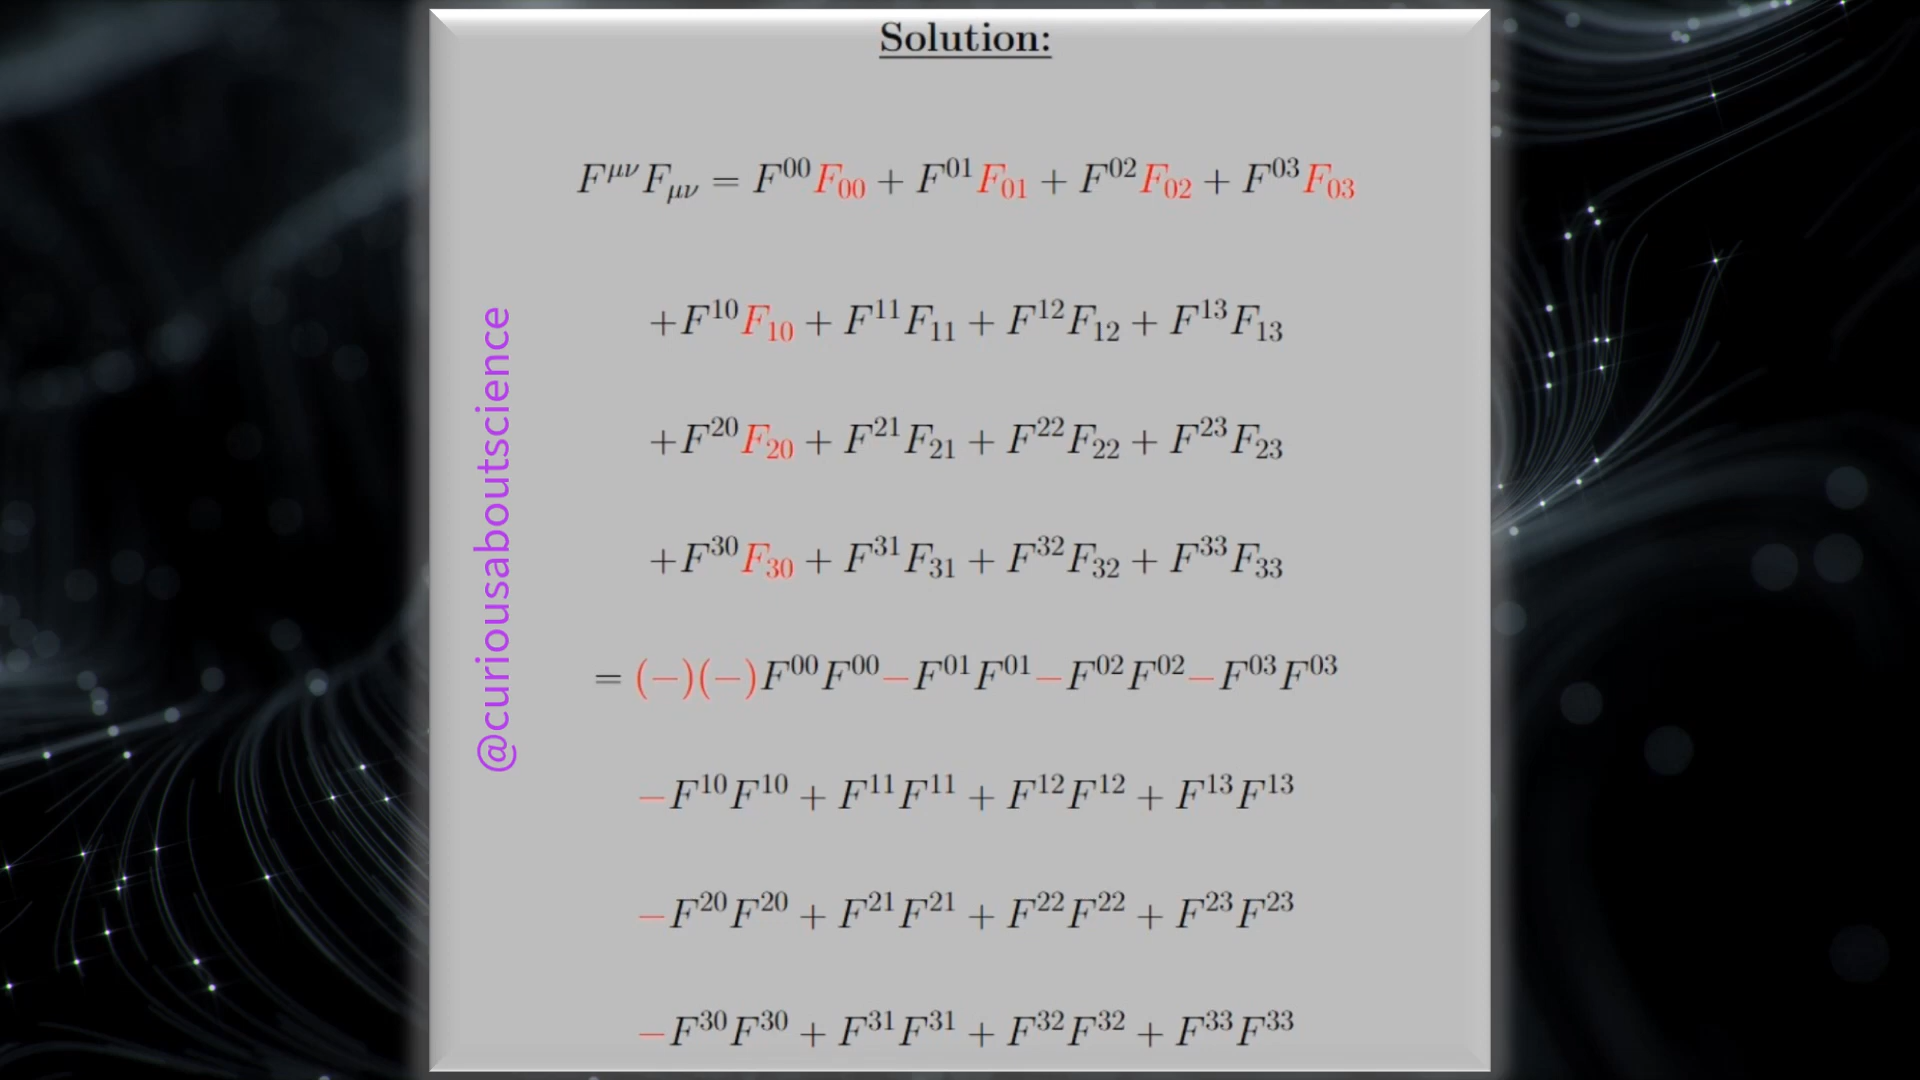 Solution:
F^{μν}F_{μν} = F^{00}F_{00} + F^{01}F_{01} + F^{02}F_{02} + F^{03}F_{03}
+F^{10}F_{10} + F^{11}F_{11} + F^{12}F_{12} + F^{13}F_{13}
+F^{20}F_{20} + F^{21}F_{21} + F^{22}F_{22} + F^{23}F_{23}
+F^{30}F_{30} + F^{31}F_{31} + F^{32}F_{32} + F^{33}F_{33}
= (−)(−)F^{00}F^{00} − F^{01}F^{01} − F^{02}F^{02} − F^{03}F^{03}
−F^{10}F^{10} + F^{11}F^{11} + F^{12}F^{12} + F^{13}F^{13}
−F^{20}F^{20} + F^{21}F^{21} + F^{22}F^{22} + F^{23}F^{23}
−F^{30}F^{30} + F^{31}F^{31} + F^{32}F^{32} + F^{33}F^{33}
@curiousaboutscience